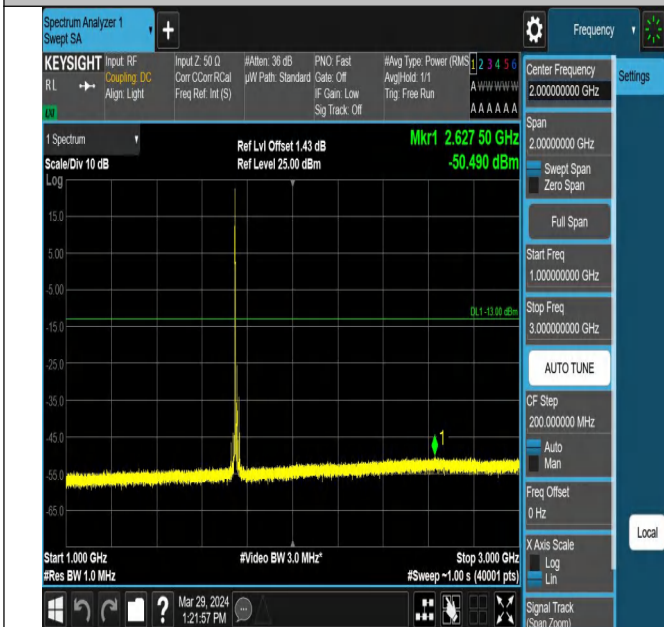 Spectrum Analyzer 1
Swept SA
+
Frequency
KEYSIGHT
RL
Input: RF
Coupling: DC
Align: Light
Input Z: 50 Ω
Corr CCorr RCal
Freq Ref: Int (S)
#Atten: 36 dB
µW Path: Standard
PNO: Fast
Gate: Off
IF Gain: Low
Sig Track: Off
#Avg Type: Power (RMS
Avg|Hold: 1/1
Trig: Free Run
1 2 3 4 5 6
A W W W W W
A A A A A A
1 Spectrum
Scale/Div 10 dB
Log
Ref Lvl Offset 1.43 dB
Ref Level 25.00 dBm
Mkr1 2.627 50 GHz
-50.490 dBm
15.0
5.00
-5.00
-15.0
-25.0
-35.0
-45.0
-55.0
-65.0
DL1 -13.00 dBm
1
Start 1.000 GHz
#Res BW 1.0 MHz
#Video BW 3.0 MHz*
Stop 3.000 GHz
#Sweep ~1.00 s (40001 pts)
Mar 29, 2024
1:21:57 PM
Center Frequency
2.000000000 GHz
Span
2.00000000 GHz
Swept Span
Zero Span
Full Span
Start Freq
1.000000000 GHz
Stop Freq
3.000000000 GHz
AUTO TUNE
CF Step
200.000000 MHz
Auto
Man
Freq Offset
0 Hz
X Axis Scale
Log
Lin
Signal Track
(Span Zoom)
Settings
Local